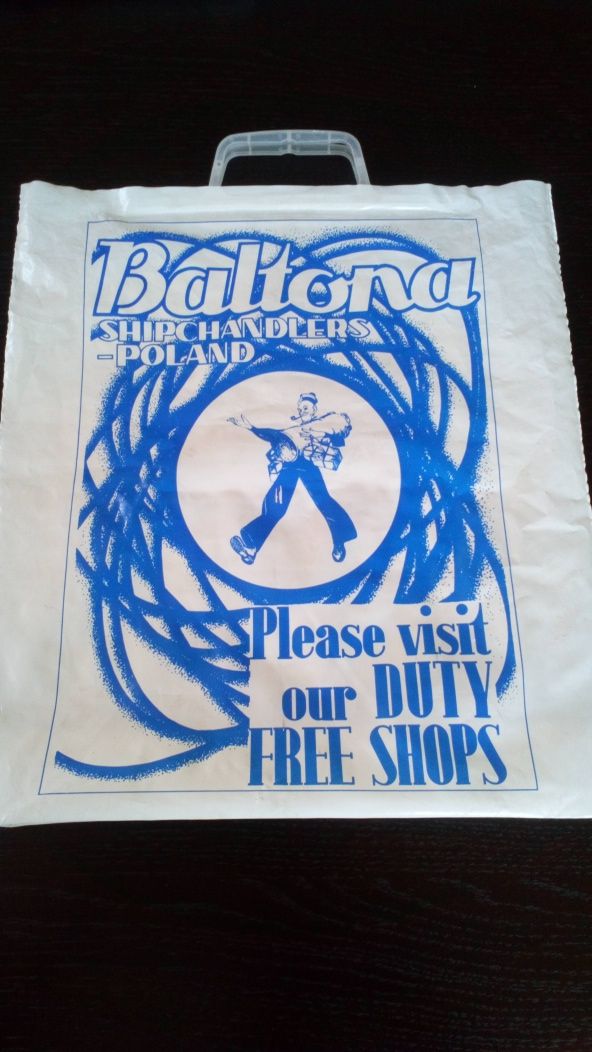 Baltona
SHIPCHANDLERS
-POLAND
Please visit
our DUTY
FREE SHOPS